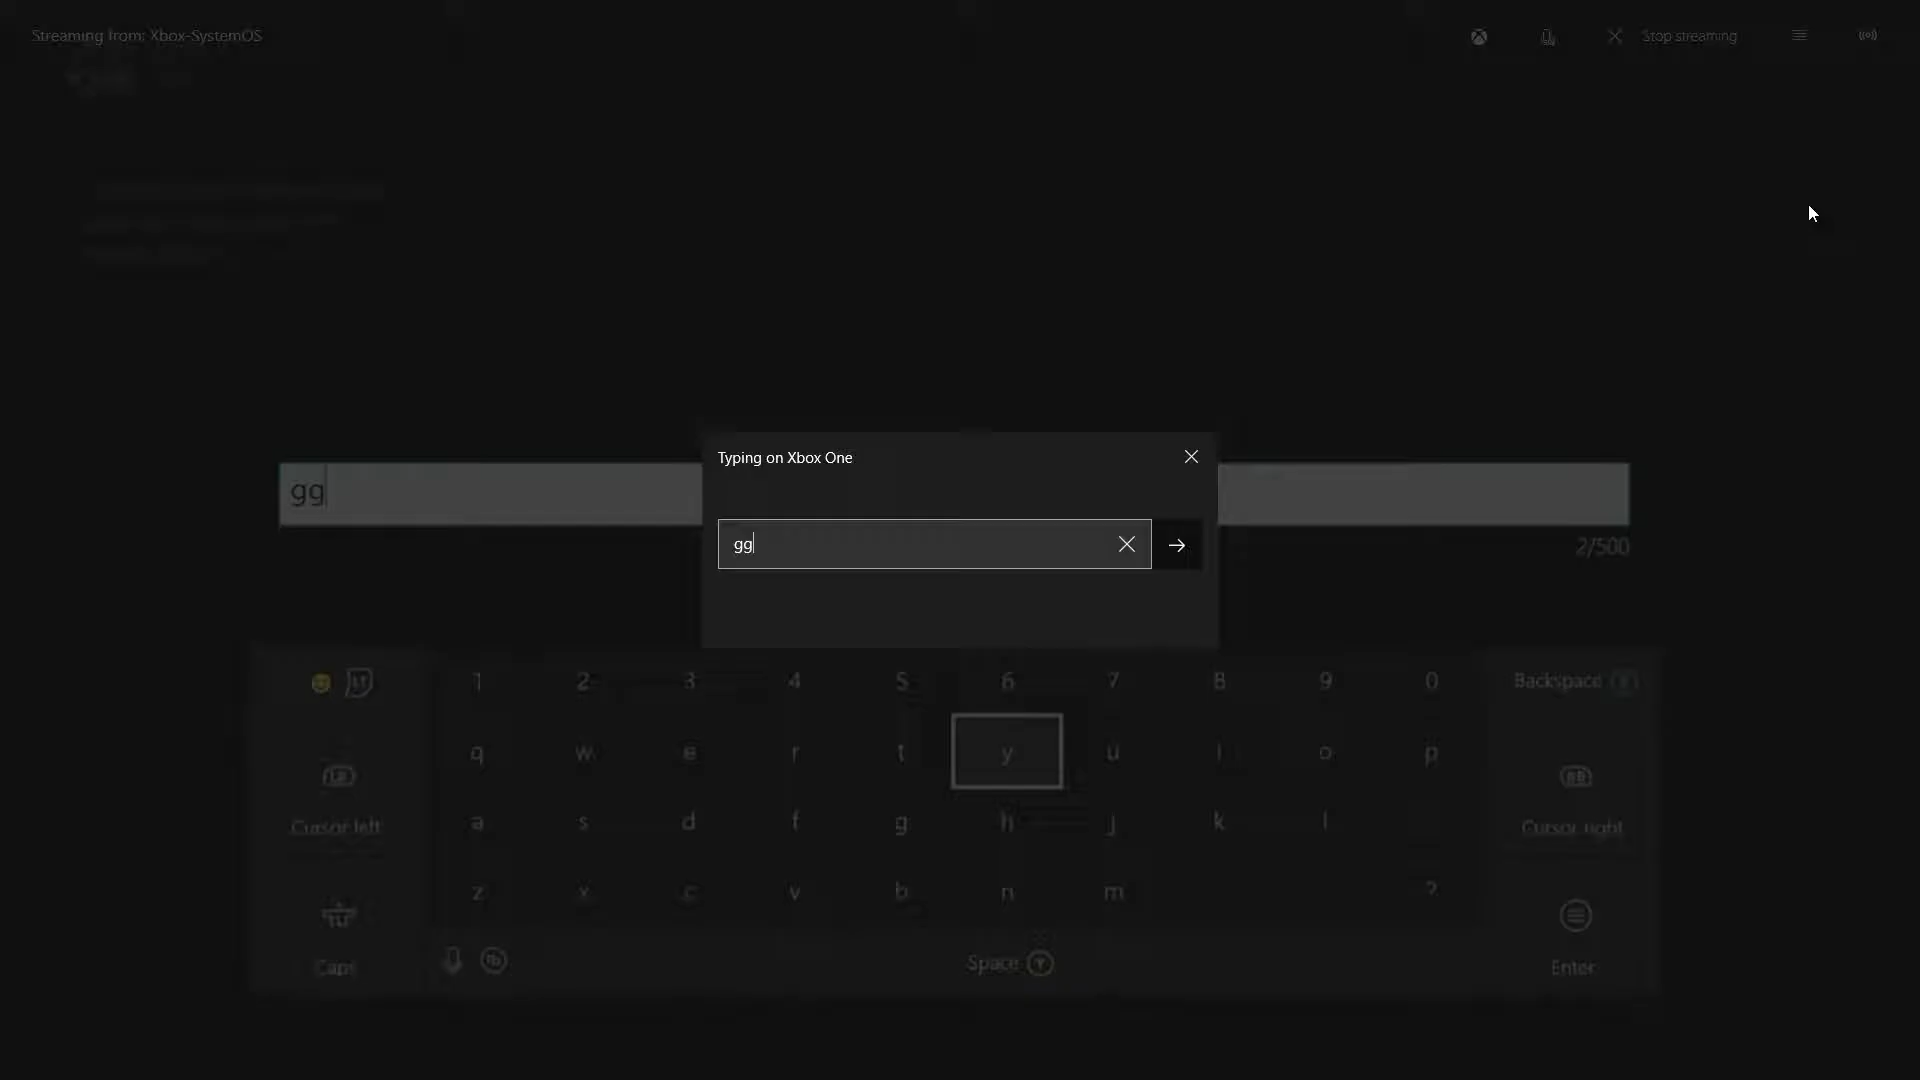 Streaming from: Xbox-SystemOS
Stop streaming
Typing on Xbox One
gg
gg
2/500
1 2 3 4 5 6 7 8 9 0 Backspace
q w e r t y u i o p
Cursor left a s d f g h j k l Cursor right
z x c v b n m ?
Caps Space Y Enter